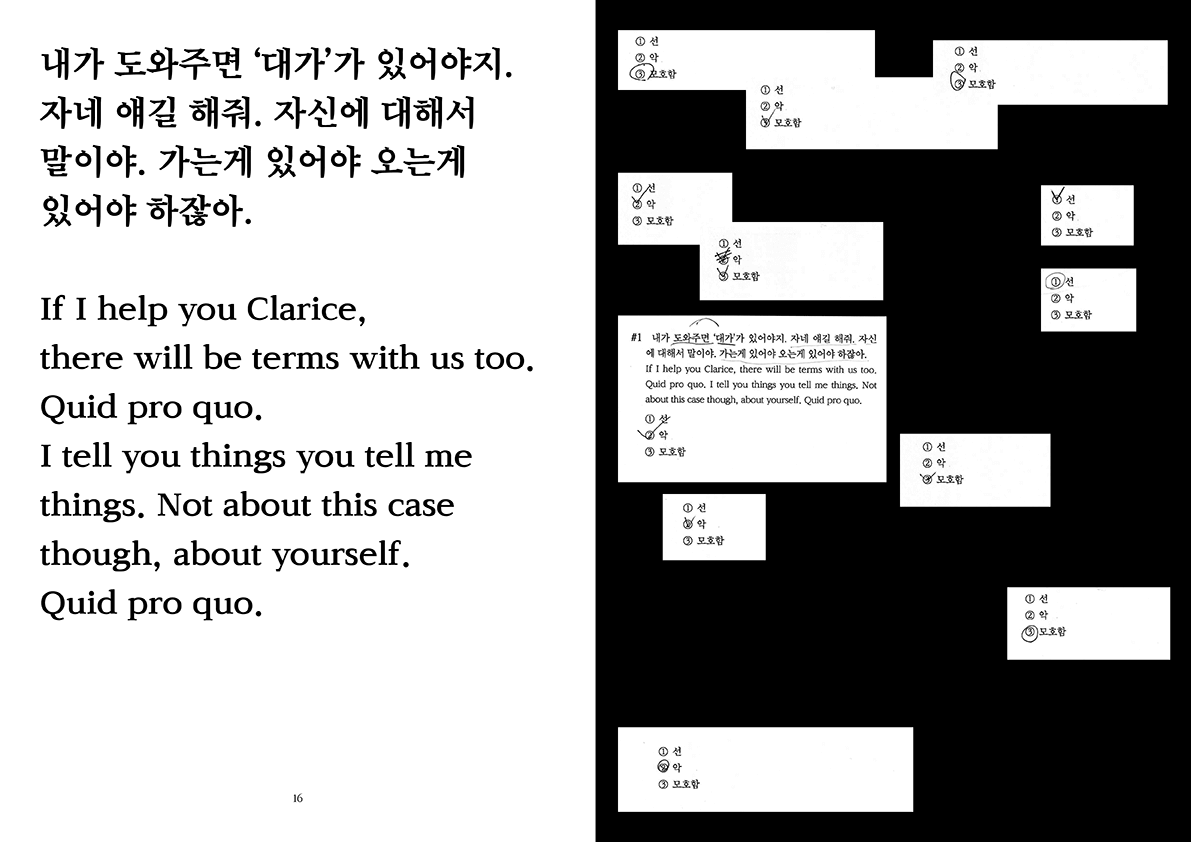 내가 도와주면 ‘대가’가 있어야지.
자네 얘길 해줘. 자신에 대해서
말이야. 가는게 있어야 오는게
있어야 하잖아.
If I help you Clarice,
there will be terms with us too.
Quid pro quo.
I tell you things you tell me
things. Not about this case
though, about yourself.
Quid pro quo.
16
① 선
② 악
③ 모호함
① 선
② 악
③ 모호함
① 선
② 악
③ 모호함
① 선
② 악
③ 모호함
① 선
② 악
③ 모호함
① 선
② 악
③ 모호함
① 선
② 악
③ 모호함
#1 내가 도와주면 ‘대가’가 있어야지. 자네 얘길 해줘. 자신
에 대해서 말이야. 가는게 있어야 오는게 있어야 하잖아.
If I help you Clarice, there will be terms with us too.
Quid pro quo. I tell you things you tell me things. Not
about this case though, about yourself. Quid pro quo.
① 선
② 악
③ 모호함
① 선
② 악
③ 모호함
① 선
② 악
③ 모호함
① 선
② 악
③ 모호함
① 선
② 악
③ 모호함